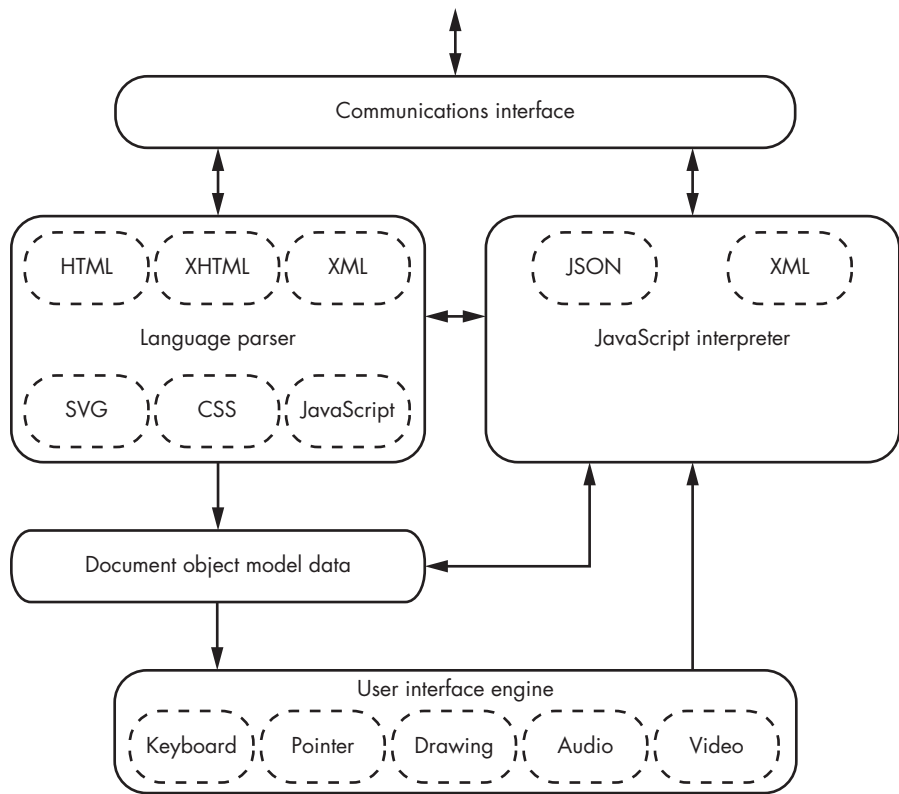 Communications interface
HTML XHTML XML
Language parser
SVG CSS JavaScript
JSON XML
JavaScript interpreter
Document object model data
User interface engine
Keyboard Pointer Drawing Audio Video